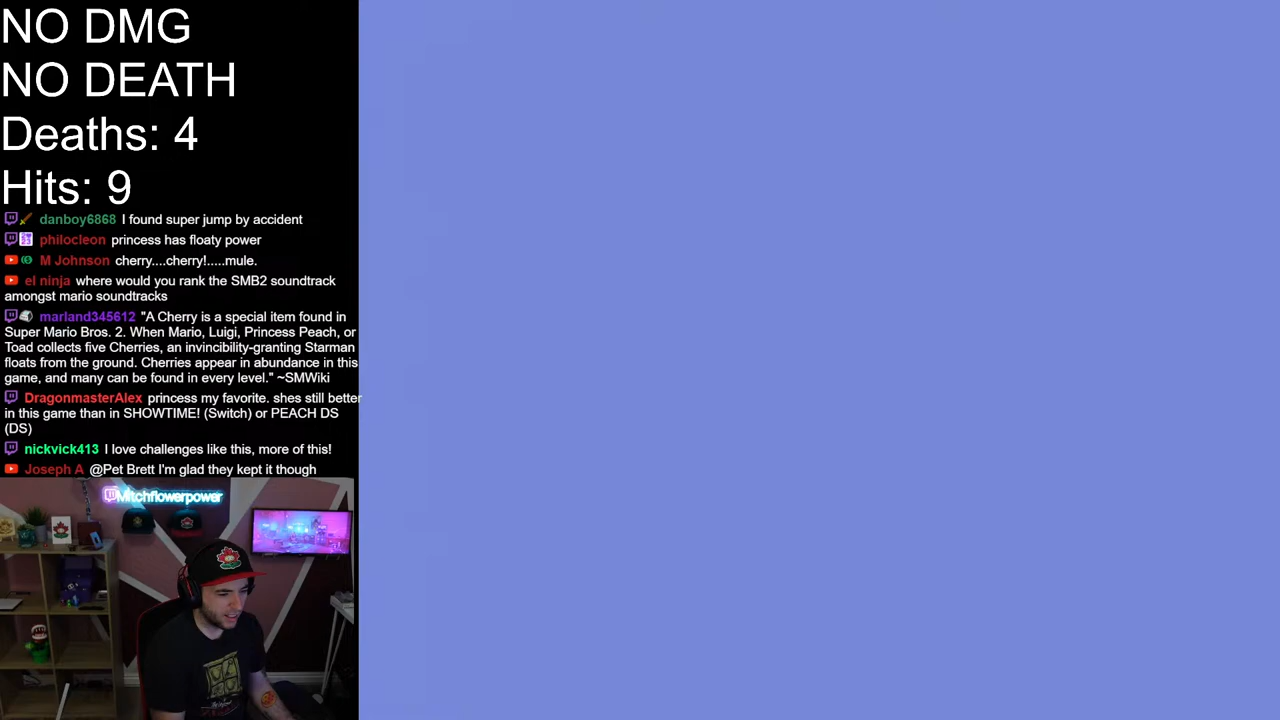 NO DMG
NO DEATH
Deaths: 4
Hits: 9
danboy6868 I found super jump by accident
philocleon princess has floaty power
M Johnson cherry....cherry!.....mule.
el ninja where would you rank the SMB2 soundtrack
amongst mario soundtracks
marland345612 "A Cherry is a special item found in
Super Mario Bros. 2. When Mario, Luigi, Princess Peach, or
Toad collects five Cherries, an invincibility-granting Starman
floats from the ground. Cherries appear in abundance in this
game, and many can be found in every level." ~SMWiki
DragonmasterAlex princess my favorite. shes still better
in this game than in SHOWTIME! (Switch) or PEACH DS
(DS)
nickvick413 I love challenges like this, more of this!
Joseph A @Pet Brett I'm glad they kept it though
Mitchflowerpower